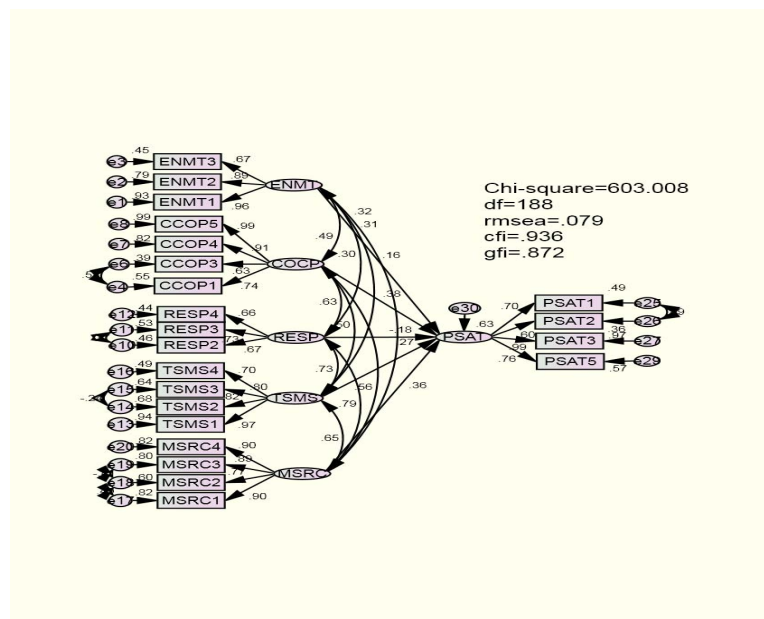 Chi-square=603.008
df=188
rmsea=.079
cfi=.936
gfi=.872
e3 .45 ENMT3 .67
e2 .79 ENMT2 .89
e1 .93 ENMT1 .96
ENMT
e8 .99 CCOP5 .99
e7 .82 CCOP4 .91
e6 .39 CCOP3 .63
e4 .55 CCOP1 .74
COCP
e12 .44 RESP4 .66
e11 .53 RESP3 .73
e10 .46 RESP2 .67
RESP
e16 .49 TSMS4 .70
e15 .64 TSMS3 .80
e14 .68 TSMS2 .82
e13 .94 TSMS1 .97
TSMS
e20 .82 MSRC4 .90
e19 .80 MSRC3 .89
e18 .60 MSRC2 .77
e17 .82 MSRC1 .90
MSRC
.32
.31
.49
.30
.16
.63
.38
.50
-.18
.27
.73
.56
.36
.79
.65
e30
.63
PSAT
.70 PSAT1 .49 e25
.60 PSAT2 .36 e26
.99 PSAT3 .97 e27
.76 PSAT5 .57 e29